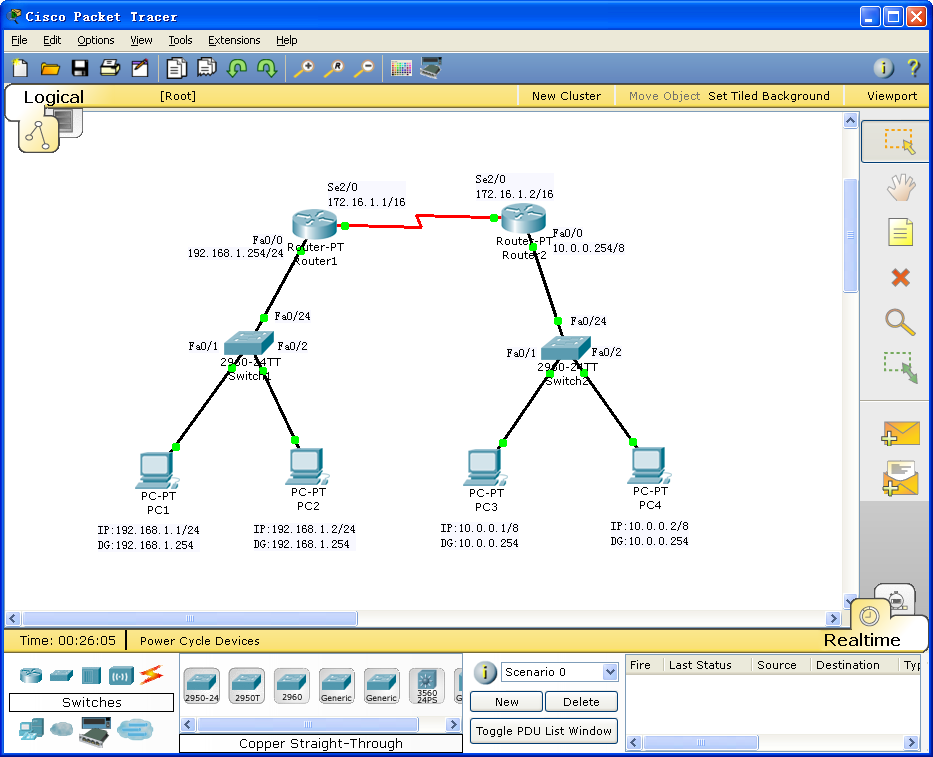 Cisco Packet Tracer
File Edit Options View Tools Extensions Help
Logical [Root] New Cluster Move Object Set Tiled Background Viewport
Se2/0
172.16.1.1/16
Se2/0
172.16.1.2/16
Fa0/0
192.168.1.254/24
Router-PT
Router1
Router-PT
Router2
Fa0/0
10.0.0.254/8
Fa0/24
Fa0/1
Fa0/2
2960-24TT
Switch1
Fa0/24
Fa0/1
Fa0/2
2960-24TT
Switch2
PC-PT
PC1
PC-PT
PC2
PC-PT
PC3
PC-PT
PC4
IP:192.168.1.1/24
DG:192.168.1.254
IP:192.168.1.2/24
DG:192.168.1.254
IP:10.0.0.1/8
DG:10.0.0.254
IP:10.0.0.2/8
DG:10.0.0.254
Time: 00:26:05 Power Cycle Devices Realtime
Switches
2950-24 2950T 2960 Generic Generic 3560 24PS
Copper Straight-Through
Scenario 0
New Delete
Toggle PDU List Window
Fire Last Status Source Destination Typ